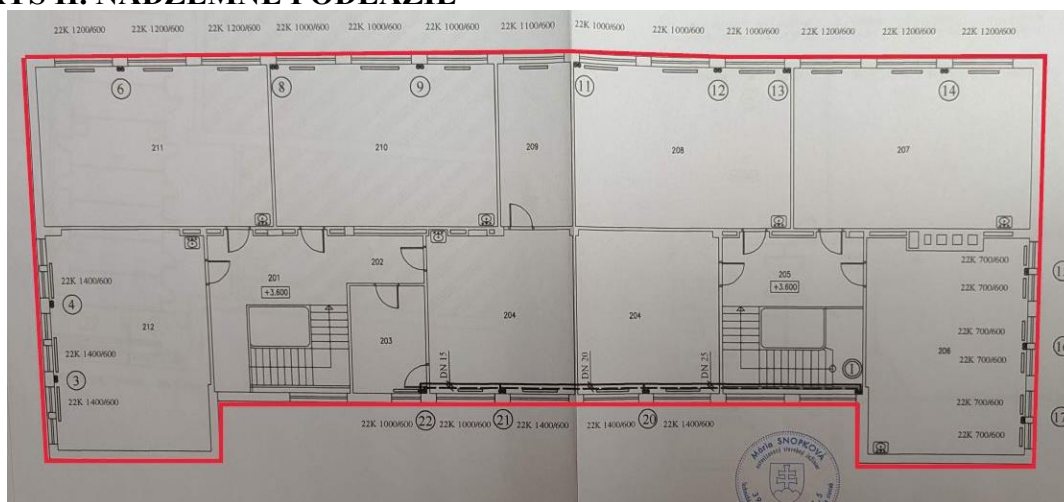 YS II. NADZEMNÉ PODLAŽIE
22K 1200/600 22K 1200/600 22K 1200/600 22K 1000/600 22K 1000/600 22K 1000/600 22K 1100/600 22K 1000/600 22K 1000/600 22K 1000/600 22K 1200/600 22K 1200/600 22K 1200/600
6 8 9 11 12 13 14
211 210 209 208 207
201 202 205
+3.600 +3.600
22K 700/600
22K 1400/600 22K 700/600
4
212 204 204 22K 700/600
203 206 16
22K 1400/600 22K 700/600
DN 15 DN 20 DN 25
3 1
22K 1400/600 22K 700/600
22K 1000/600 22 22K 1000/600 21 22K 1400/600 22K 1400/600 20 22K 1400/600 17
22K 700/600
Mária SNOPKOVÁ